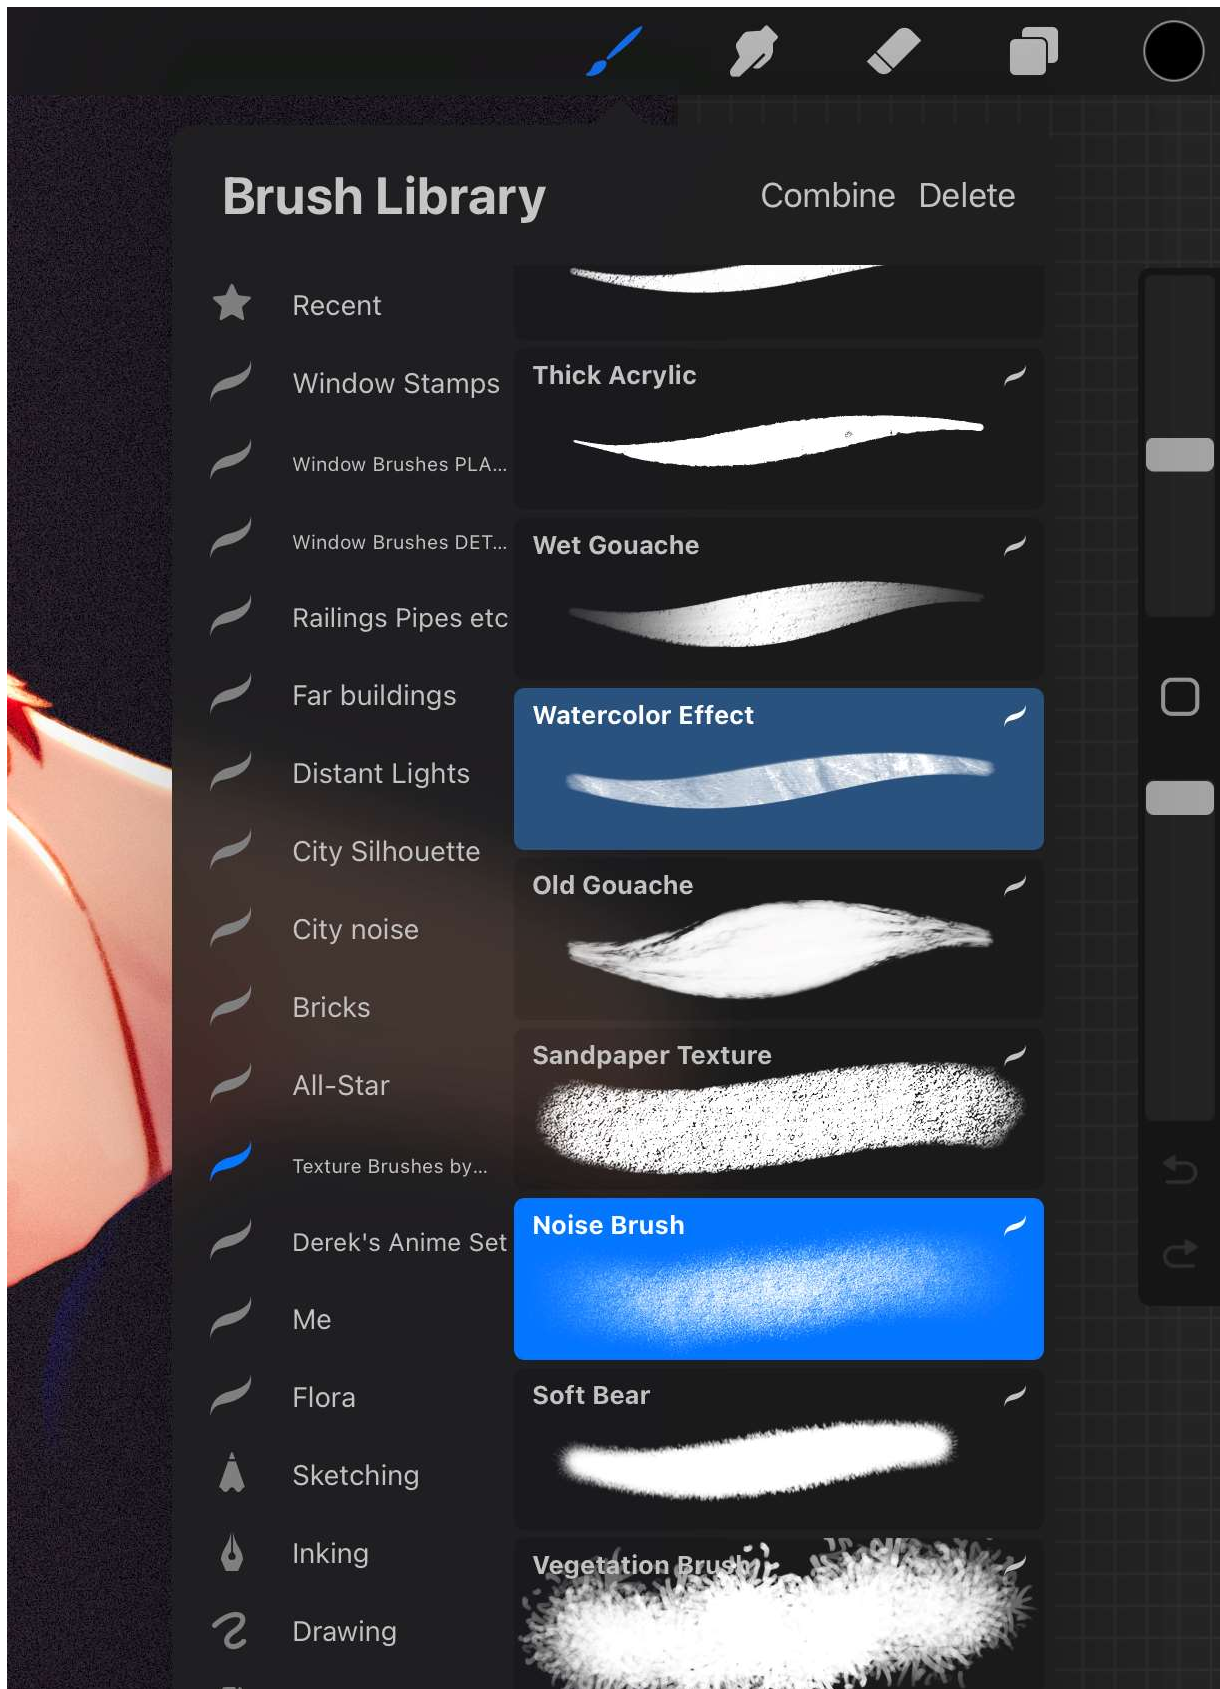 Brush Library
Combine Delete
Recent
Window Stamps
Window Brushes PLA...
Window Brushes DET...
Railings Pipes etc
Far buildings
Distant Lights
City Silhouette
City noise
Bricks
All-Star
Texture Brushes by...
Derek's Anime Set
Me
Flora
Sketching
Inking
Drawing
Thick Acrylic
Wet Gouache
Watercolor Effect
Old Gouache
Sandpaper Texture
Noise Brush
Soft Bear
Vegetation Brush